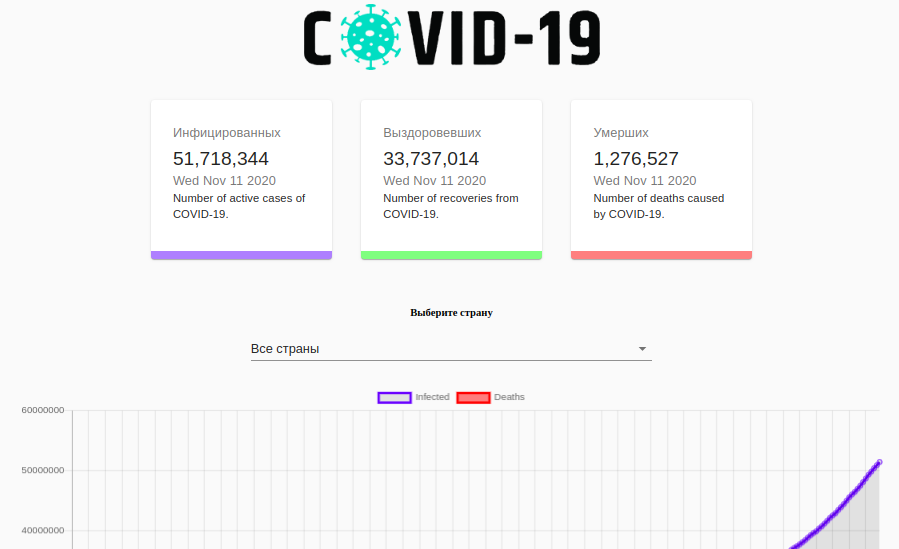 COVID-19
Инфицированных
51,718,344
Wed Nov 11 2020
Number of active cases of
COVID-19.
Выздоровевших
33,737,014
Wed Nov 11 2020
Number of recoveries from
COVID-19.
Умерших
1,276,527
Wed Nov 11 2020
Number of deaths caused
by COVID-19.
Выберите страну
Все страны
Infected Deaths
60000000
50000000
40000000